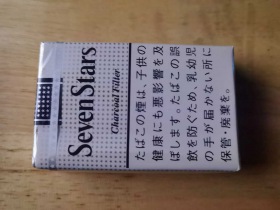 SevenStars
Charcoal Filter
たばこの煙は、子供の
健康にも悪影響を及
ぼします。たばこの誤
飲を防ぐため、乳幼児
の手が届かない所に
保管・廃棄を。